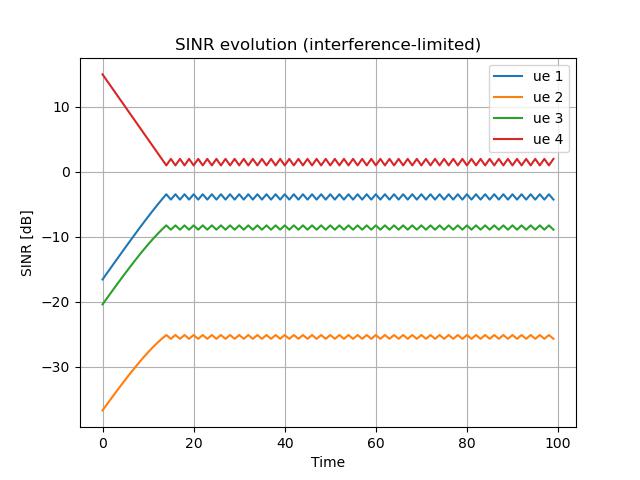 SINR evolution (interference-limited)
ue 1
ue 2
ue 3
ue 4
10
0
−10
−20
−30
SINR [dB]
0 20 40 60 80 100
Time